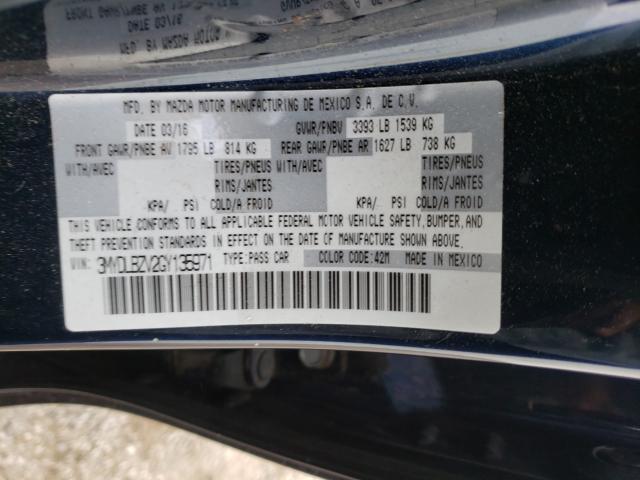 MFD. BY MAZDA MOTOR MANUFACTURING DE MEXICO S.A. DE C.V.
DATE 03/16 GVWR/PNBV 3393 LB 1539 KG
FRONT GAWR/PNBE AV 1795 LB 814 KG REAR GAWR/PNBE AR 1627 LB 738 KG
WITH/AVEC TIRES/PNEUS WITH/AVEC TIRES/PNEUS
RIMS/JANTES RIMS/JANTES
KPA/ PSI COLD/A FROID KPA/ PSI COLD/A FROID
THIS VEHICLE CONFORMS TO ALL APPLICABLE FEDERAL MOTOR VEHICLE SAFETY, BUMPER, AND
THEFT PREVENTION STANDARDS IN EFFECT ON THE DATE OF MANUFACTURE SHOWN ABOVE.
VIN: 3MYDLBZV2GY135971 TYPE:PASS CAR COLOR CODE:42M MADE IN MEXICO